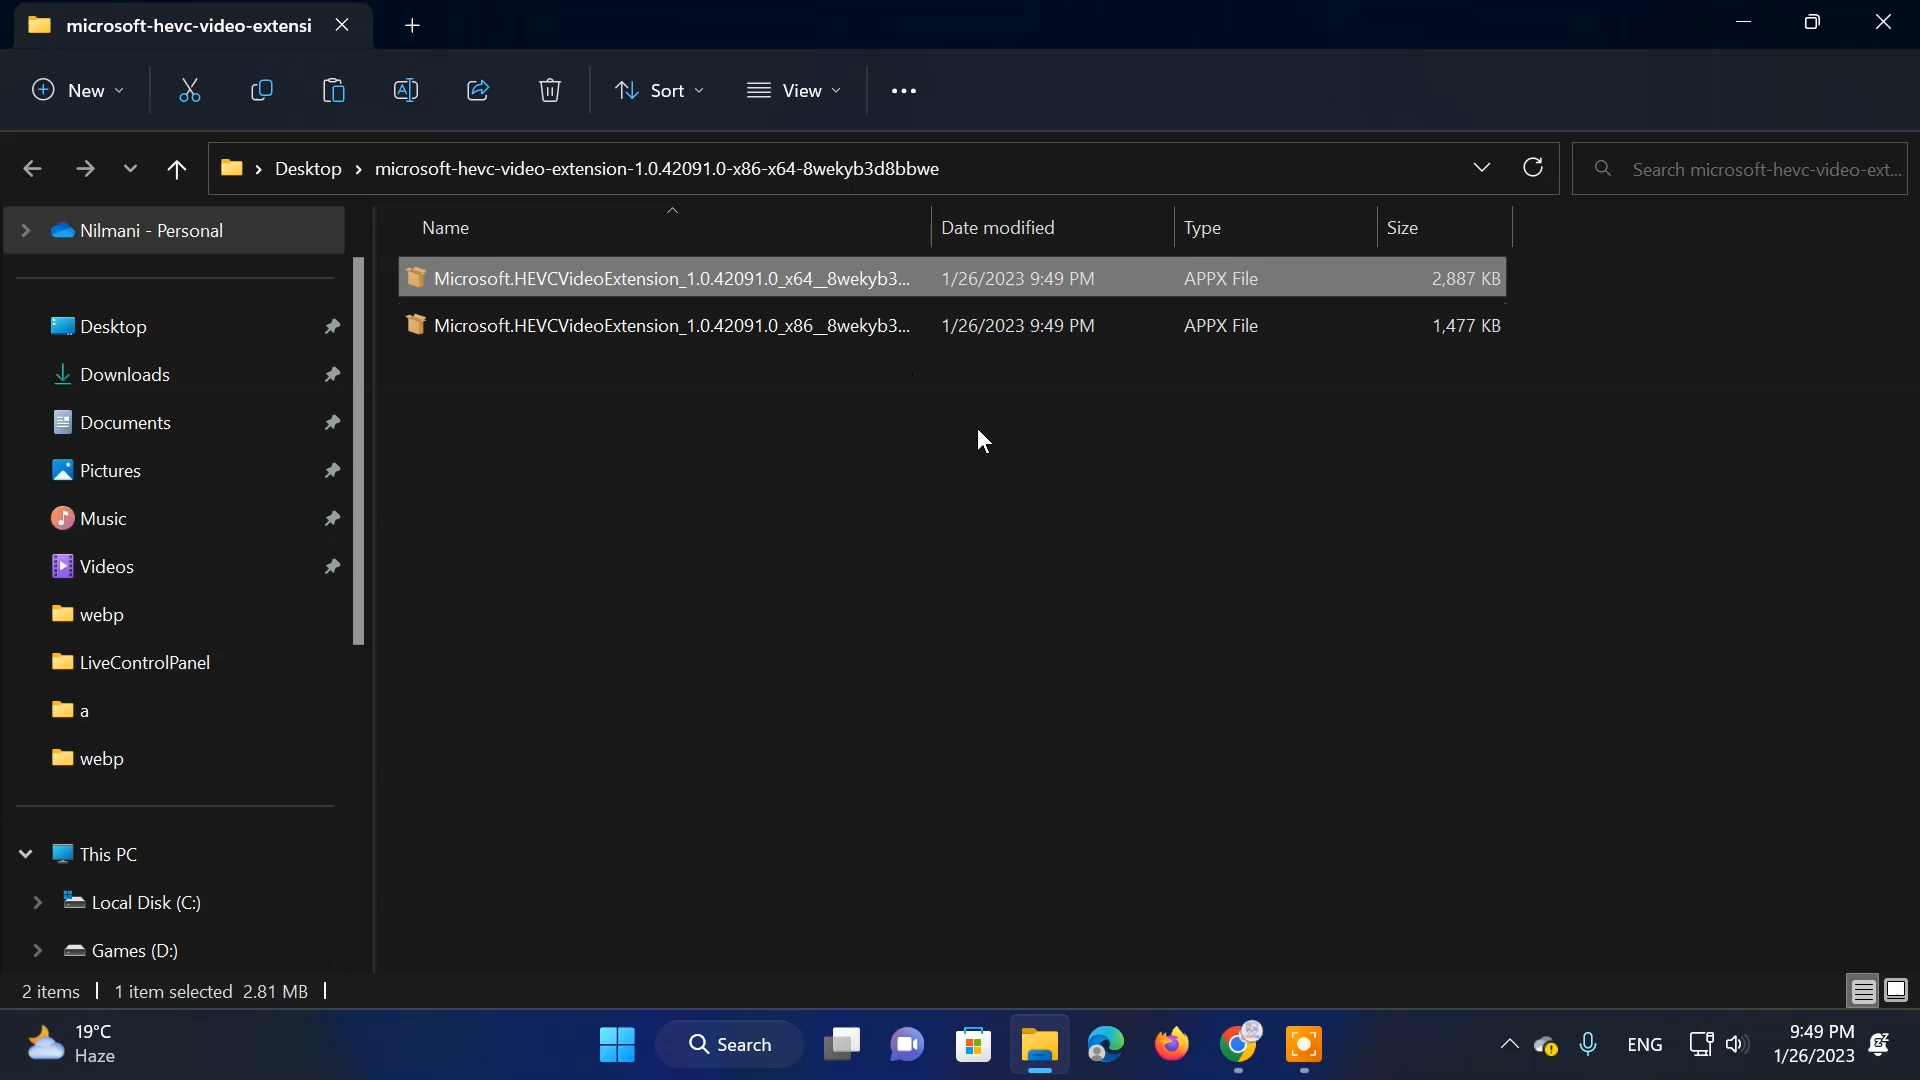 microsoft-hevc-video-extensi
New
Sort
View
Desktop > microsoft-hevc-video-extension-1.0.42091.0-x86-x64-8wekyb3d8bbwe
Search microsoft-hevc-video-ext...
Nilmani - Personal
Name Date modified Type Size
Microsoft.HEVCVideoExtension_1.0.42091.0_x64__8wekyb3... 1/26/2023 9:49 PM APPX File 2,887 KB
Microsoft.HEVCVideoExtension_1.0.42091.0_x86__8wekyb3... 1/26/2023 9:49 PM APPX File 1,477 KB
Desktop
Downloads
Documents
Pictures
Music
Videos
webp
LiveControlPanel
a
webp
This PC
Local Disk (C:)
Games (D:)
2 items 1 item selected 2.81 MB
19°C
Haze
Search
ENG
9:49 PM
1/26/2023